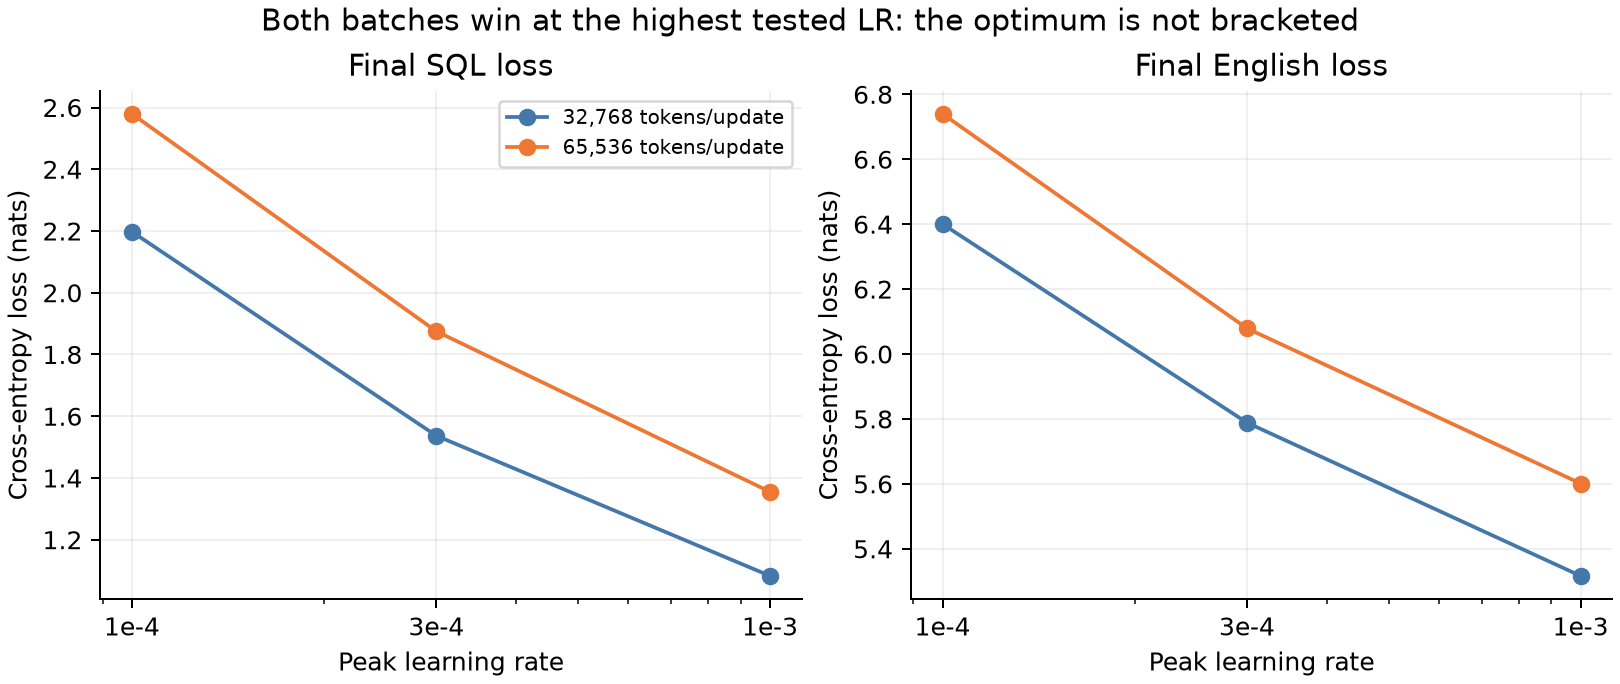 Both batches win at the highest tested LR: the optimum is not bracketed
Final SQL loss
Cross-entropy loss (nats)
2.6
2.4
2.2
2.0
1.8
1.6
1.4
1.2
32,768 tokens/update
65,536 tokens/update
1e-4
3e-4
1e-3
Peak learning rate
Final English loss
Cross-entropy loss (nats)
6.8
6.6
6.4
6.2
6.0
5.8
5.6
5.4
1e-4
3e-4
1e-3
Peak learning rate